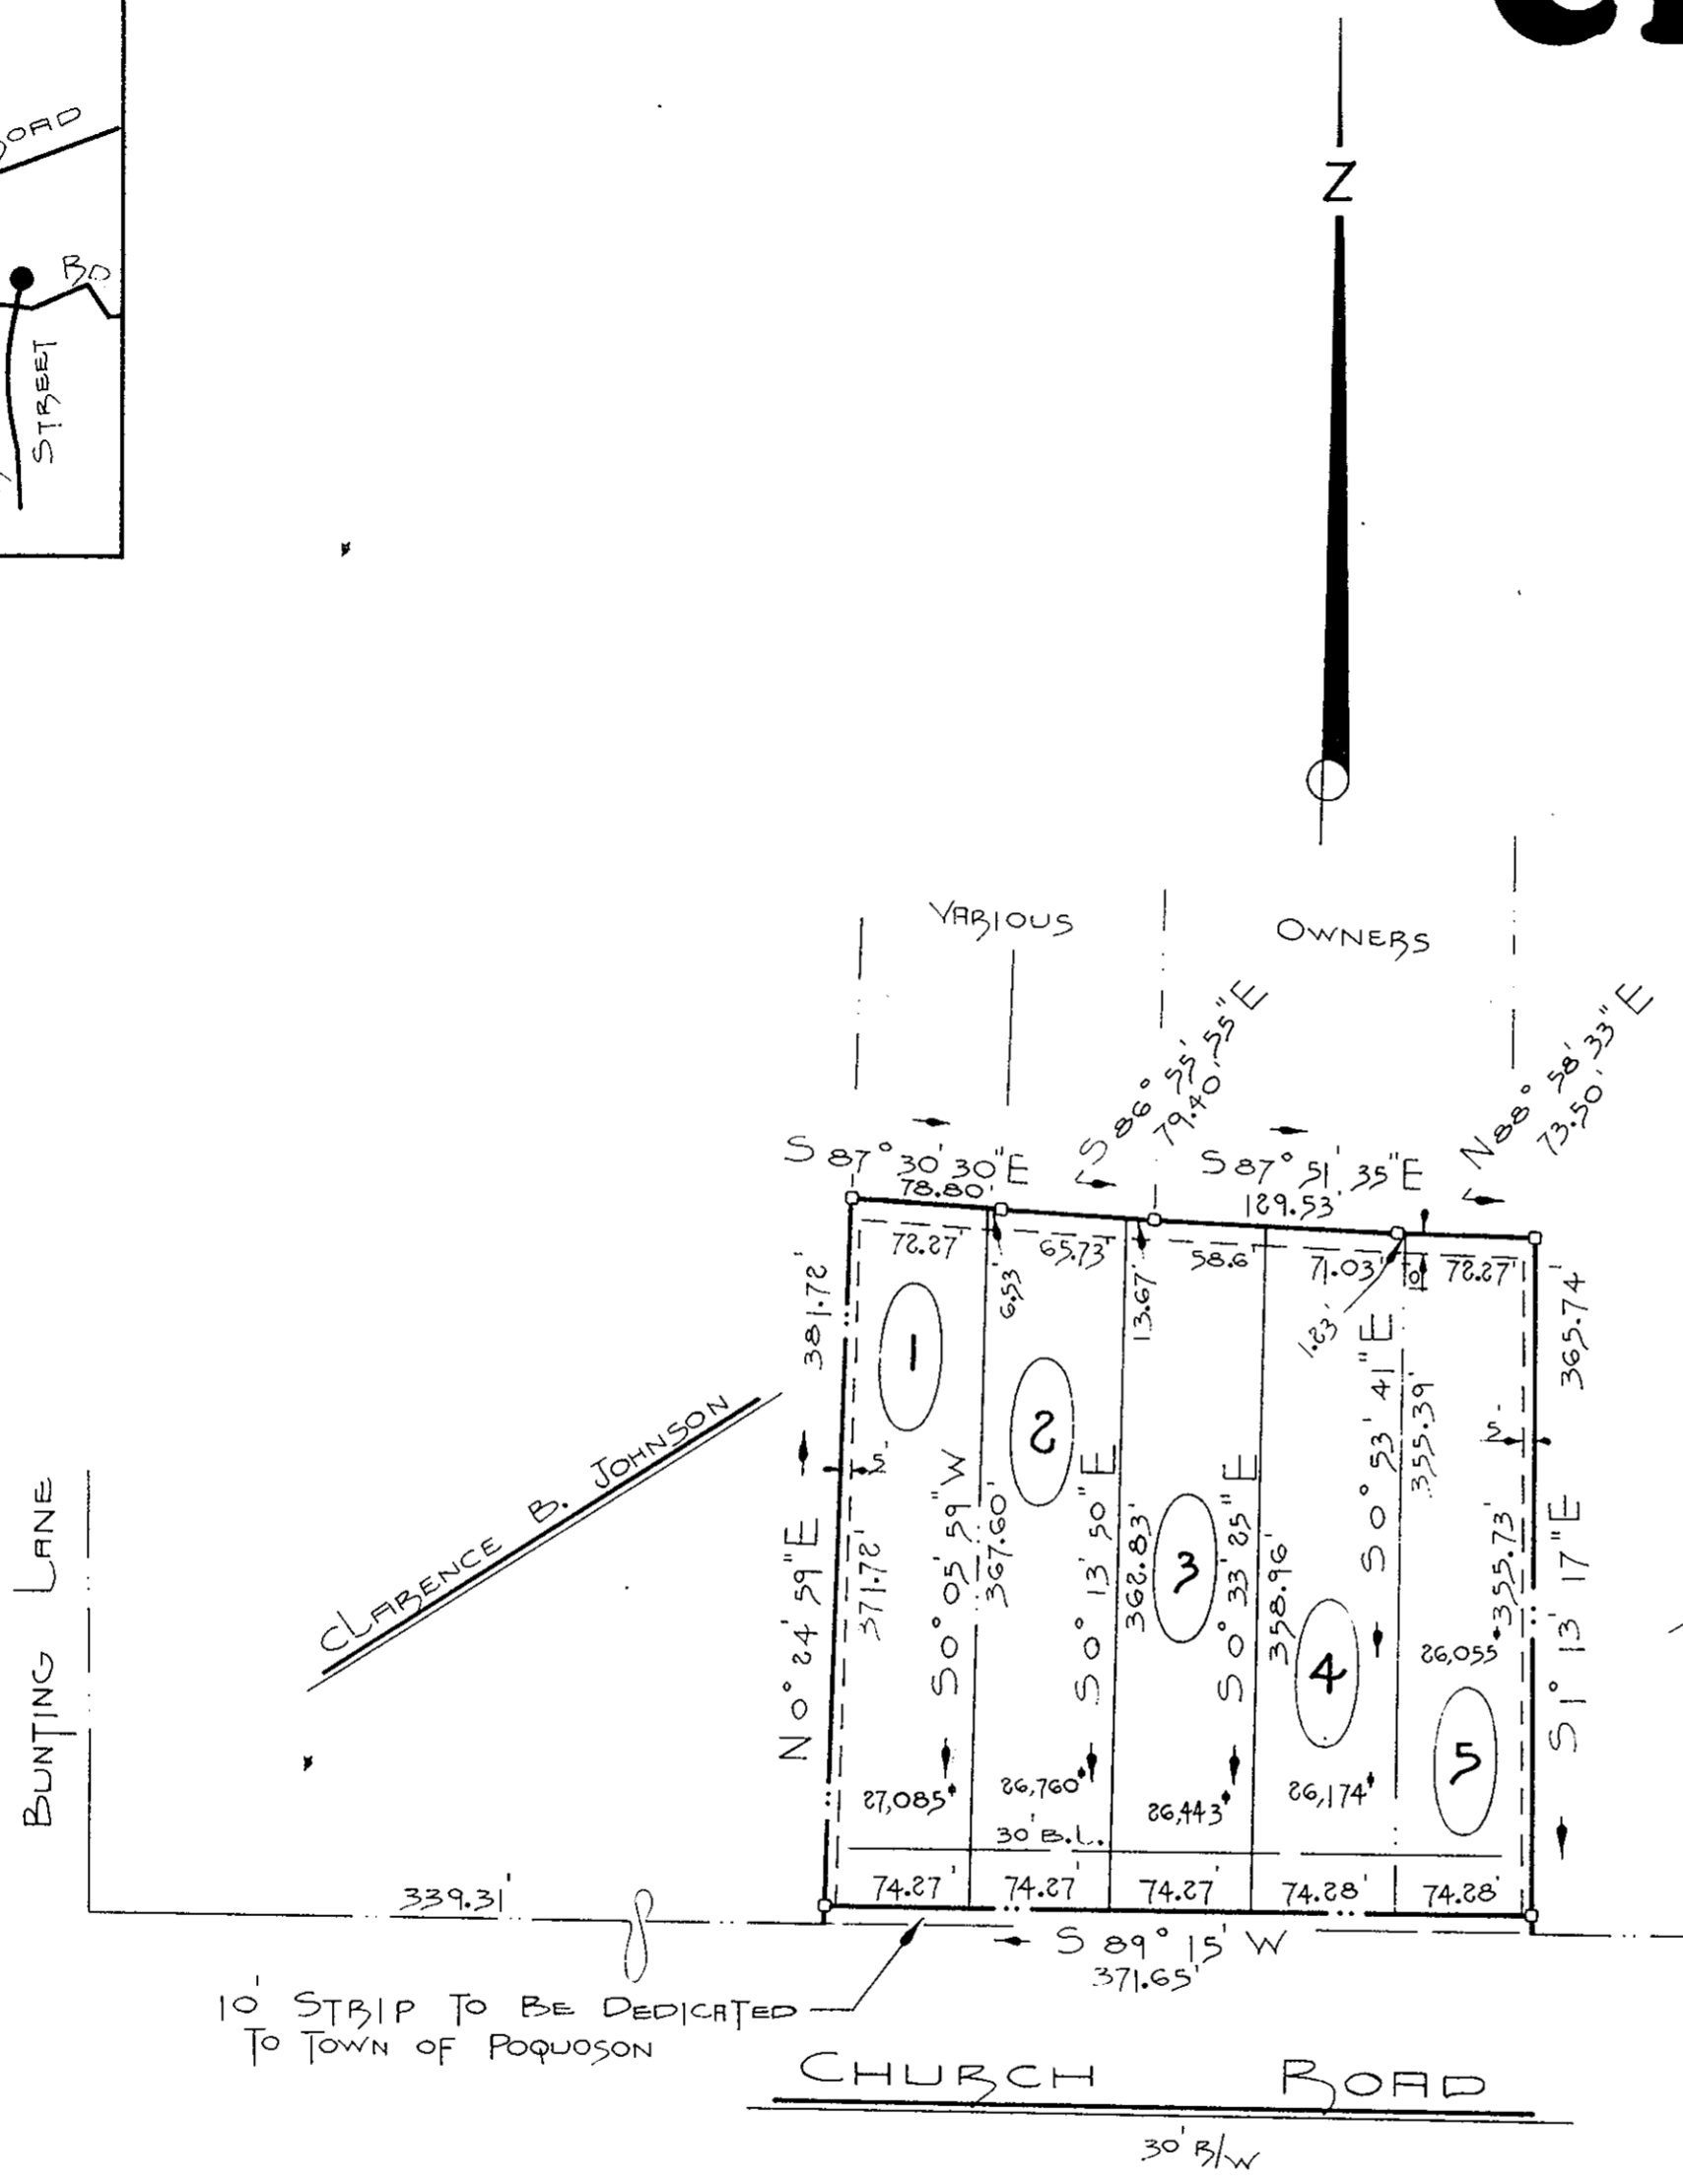 RD
STREET
N
VARIOUS
OWNERS
S 86° 55' 55" E
79.40'
N 88° 58' 33" E
73.50'
S 87° 30' 30" E
78.80'
S 87° 51' 35" E
129.53'
72.27'
6.53'
65.73'
13.67'
58.6'
71.03'
1.23'
10'
72.27'
381.72'
N 0° 24' 59" E
371.72'
5'
S 0° 05' 59" W
367.60'
S 0° 13' 50" E
362.83'
S 0° 33' 25" E
358.96'
S 0° 53' 41" E
355.39'
5'
355.73'
365.74'
S 1° 13' 17" E
1
2
3
4
5
CLARENCE B. JOHNSON
BUNTING LANE
27,085
26,760
26,443
26,174
26,055
30' B.L.
74.27'
74.27'
74.27'
74.28'
74.28'
339.31'
S 89° 15' W
371.65'
10' STRIP TO BE DEDICATED
TO TOWN OF POQUOSON
CHURCH ROAD
30' R/W